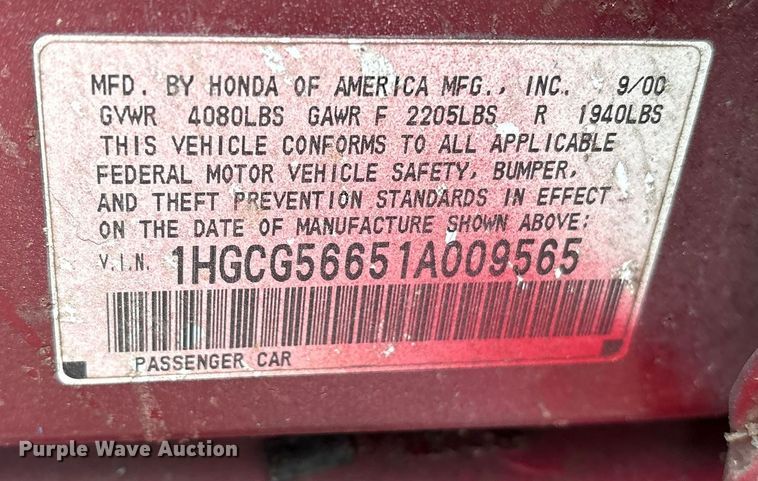 MFD. BY HONDA OF AMERICA MFG., INC. 9/00
GVWR 4080LBS GAWR F 2205LBS R 1940LBS
THIS VEHICLE CONFORMS TO ALL APPLICABLE
FEDERAL MOTOR VEHICLE SAFETY, BUMPER,
AND THEFT PREVENTION STANDARDS IN EFFECT
ON THE DATE OF MANUFACTURE SHOWN ABOVE:
V.I.N. 1HGCG56651A009565
PASSENGER CAR
Purple Wave Auction